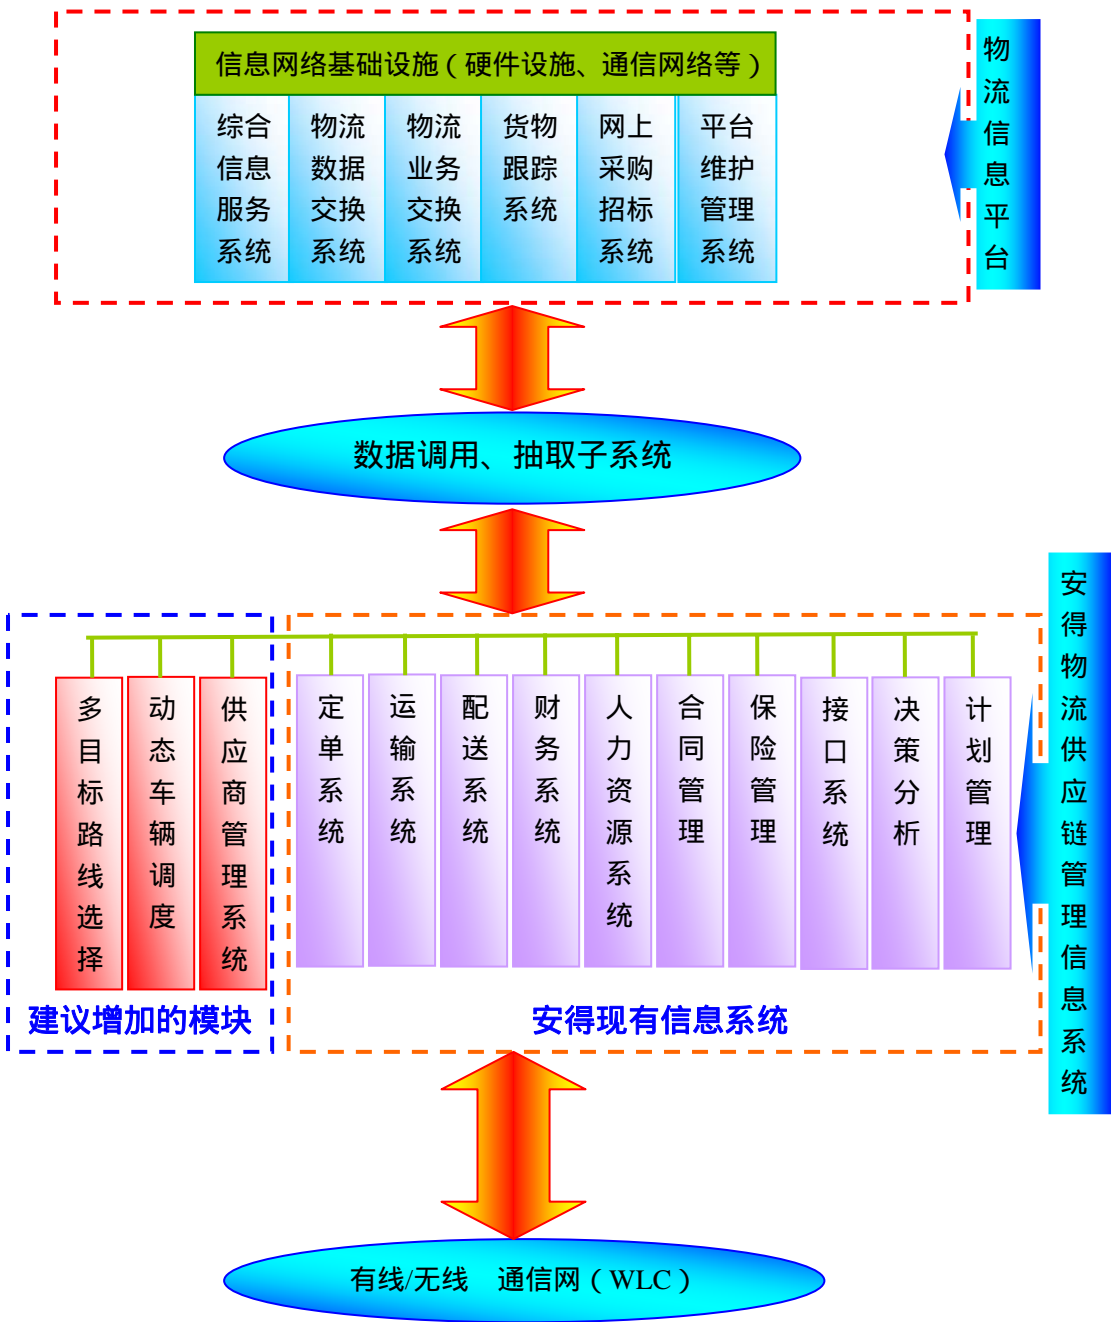 信息网络基础设施（硬件设施、通信网络等）
综合信息服务系统
物流数据交换系统
物流业务交换系统
货物跟踪系统
网上采购招标系统
平台维护管理系统
物流信息平台
数据调用、抽取子系统
多目标路线选择
动态车辆调度
供应商管理系统
定单系统
运输系统
配送系统
财务系统
人力资源系统
合同管理
保险管理
接口系统
决策分析
计划管理
安得物流供应链管理信息系统
建议增加的模块
安得现有信息系统
有线/无线　通信网（WLC）